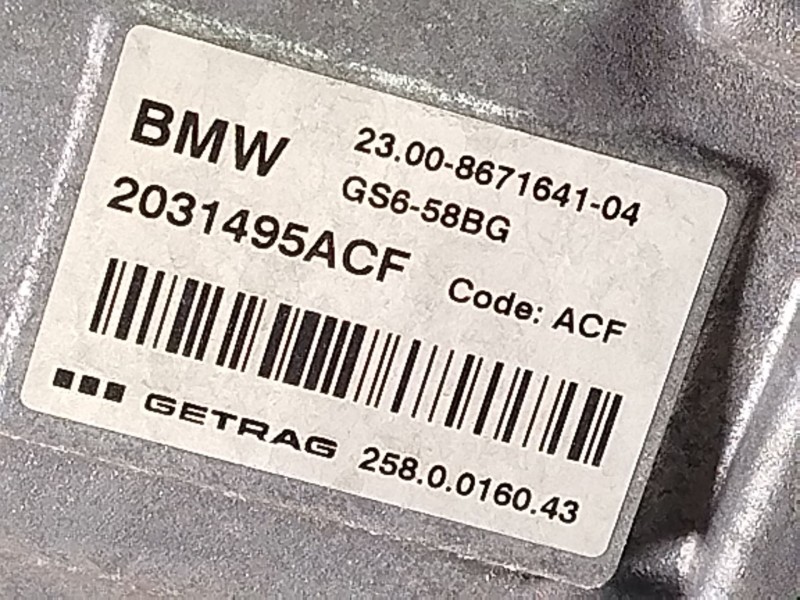 BMW 23.00-8671641-04
GS6-58BG
2031495ACF
Code: ACF
GETRAG 258.0.0160.43